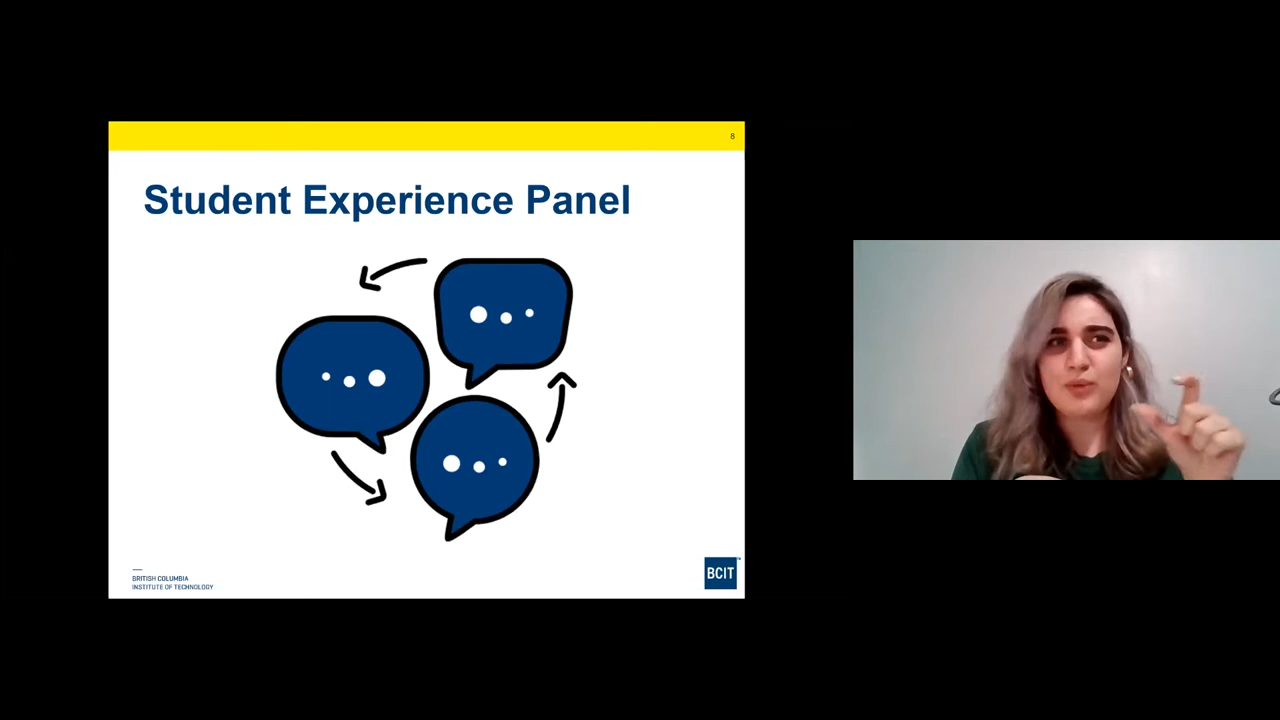 8
Student Experience Panel
BRITISH COLUMBIA
INSTITUTE OF TECHNOLOGY
BCIT